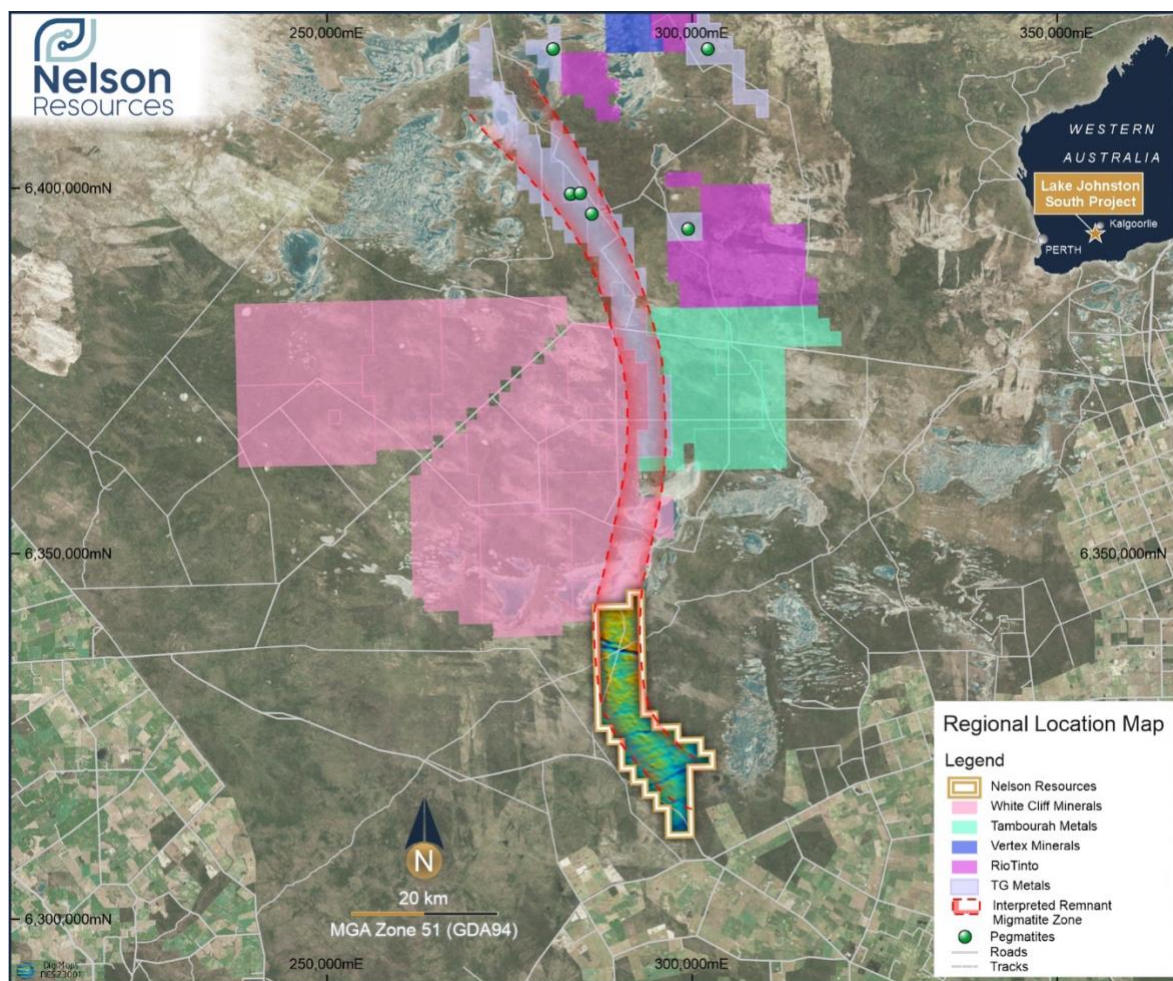 Nelson
Resources
250,000mE
300,000mE
350,000mE
WESTERN
AUSTRALIA
Lake Johnston
South Project
Kalgoorlie
PERTH
6,400,000mN
6,350,000mN
6,350,000mN
Regional Location Map
Legend
Nelson Resources
White Cliff Minerals
Tambourah Metals
Vertex Minerals
RioTinto
TG Metals
Interpreted Remnant
Migmatite Zone
Pegmatites
Roads
Tracks
N
20 km
MGA Zone 51 (GDA94)
6,300,000mN
250,000mE
300,000mE
DigMaps